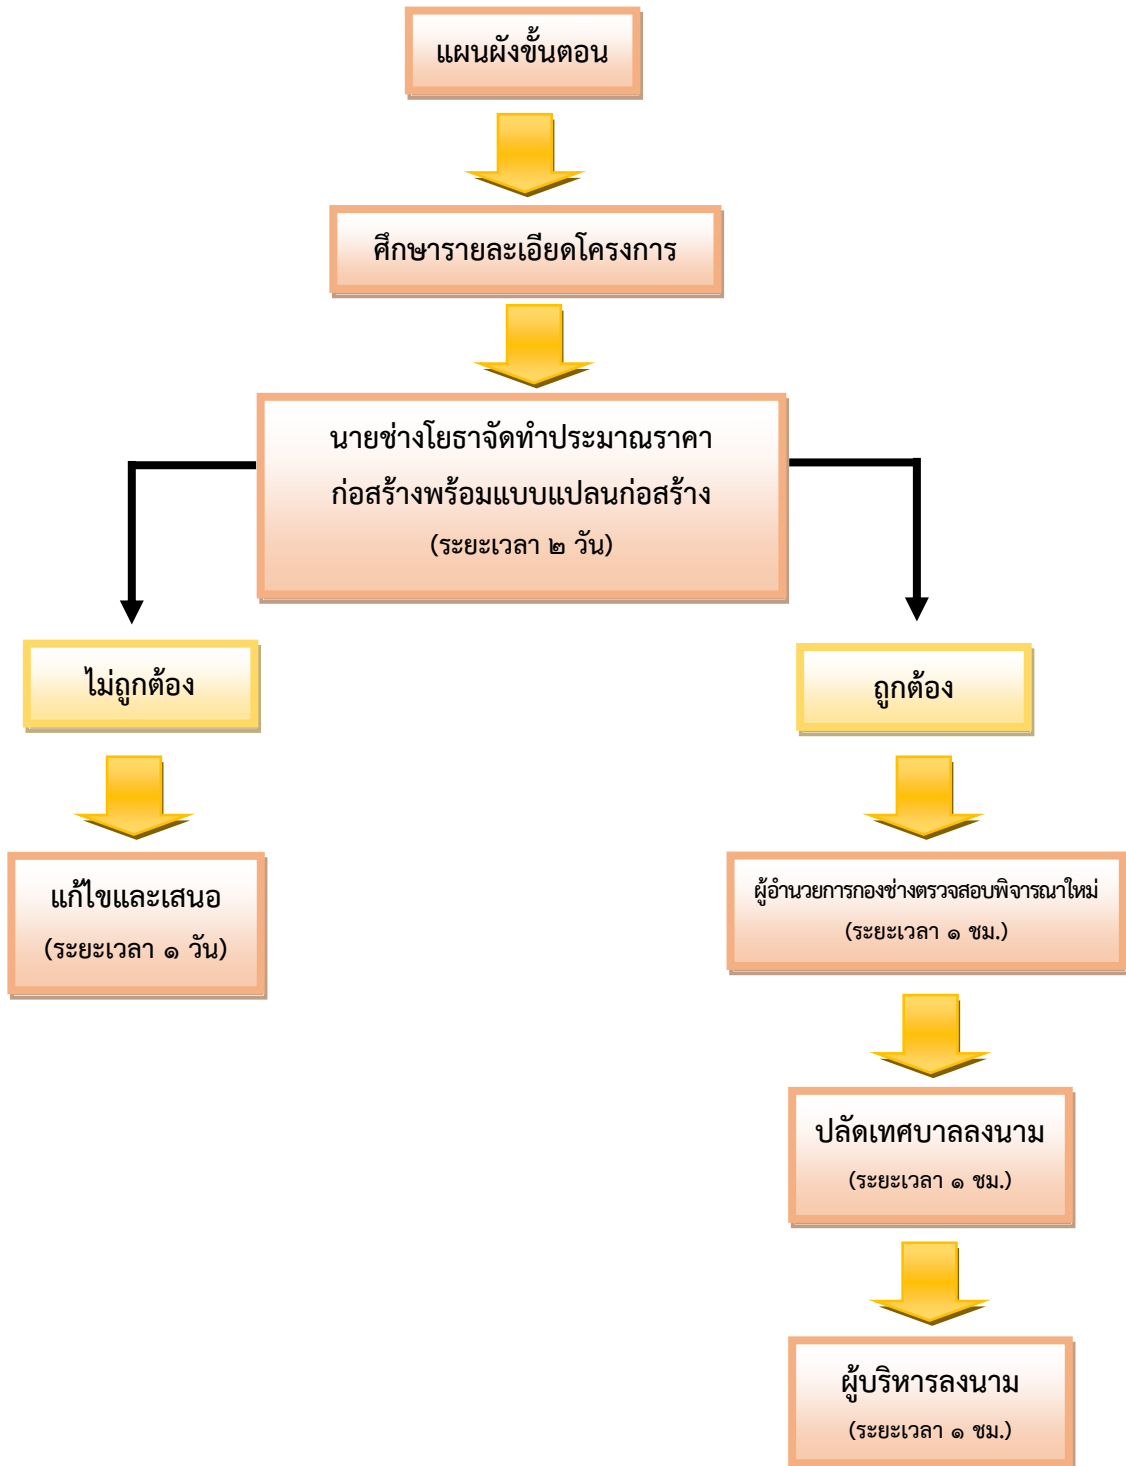 แผนผังขั้นตอน
ศึกษารายละเอียดโครงการ
นายช่างโยธาจัดทำประมาณราคา
ก่อสร้างพร้อมแบบแปลนก่อสร้าง
(ระยะเวลา ๒ วัน)
ไม่ถูกต้อง
ถูกต้อง
แก้ไขและเสนอ
(ระยะเวลา ๑ วัน)
ผู้อำนวยการกองช่างตรวจสอบพิจารณาใหม่
(ระยะเวลา ๑ ชม.)
ปลัดเทศบาลลงนาม
(ระยะเวลา ๑ ชม.)
ผู้บริหารลงนาม
(ระยะเวลา ๑ ชม.)